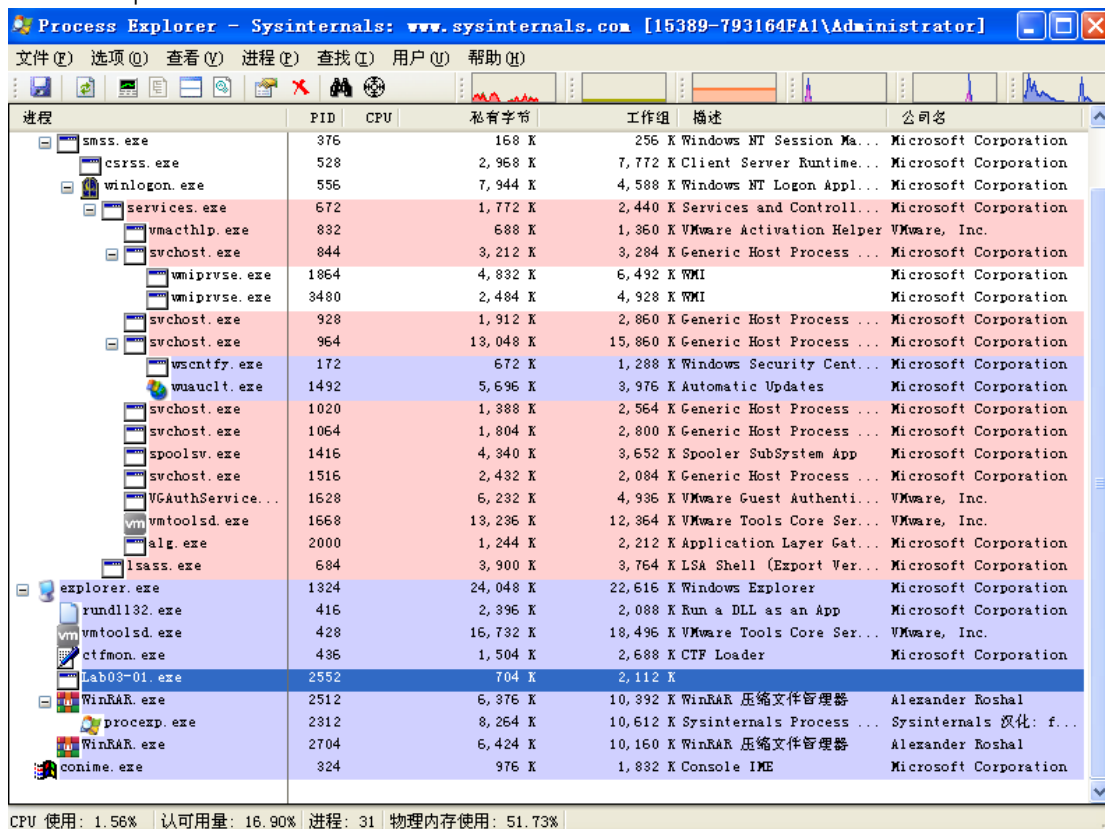 Process Explorer - Sysinternals: www.sysinternals.com [15389-793164FA1\Administrator]
文件(F) 选项(O) 查看(V) 进程(P) 查找(I) 用户(U) 帮助(H)
进程 PID CPU 私有字节 工作组 描述 公司名
smss.exe 376 168 K 256 K Windows NT Session Ma... Microsoft Corporation
csrss.exe 528 2,968 K 7,772 K Client Server Runtime... Microsoft Corporation
winlogon.exe 556 7,944 K 4,588 K Windows NT Logon Appl... Microsoft Corporation
services.exe 672 1,772 K 2,440 K Services and Controll... Microsoft Corporation
vmacthlp.exe 832 688 K 1,360 K VMware Activation Helper VMware, Inc.
svchost.exe 844 3,212 K 3,284 K Generic Host Process ... Microsoft Corporation
wmiprvse.exe 1864 4,832 K 6,492 K WMI Microsoft Corporation
wmiprvse.exe 3480 2,484 K 4,928 K WMI Microsoft Corporation
svchost.exe 928 1,912 K 2,860 K Generic Host Process ... Microsoft Corporation
svchost.exe 964 13,048 K 15,860 K Generic Host Process ... Microsoft Corporation
wscntfy.exe 172 672 K 1,288 K Windows Security Cent... Microsoft Corporation
wuauclt.exe 1492 5,696 K 3,976 K Automatic Updates Microsoft Corporation
svchost.exe 1020 1,388 K 2,564 K Generic Host Process ... Microsoft Corporation
svchost.exe 1064 1,804 K 2,800 K Generic Host Process ... Microsoft Corporation
spoolsv.exe 1416 4,340 K 3,652 K Spooler SubSystem App Microsoft Corporation
svchost.exe 1516 2,432 K 2,084 K Generic Host Process ... Microsoft Corporation
VGAuthService... 1628 6,232 K 4,936 K VMware Guest Authenti... VMware, Inc.
vmtoolsd.exe 1668 13,236 K 12,364 K VMware Tools Core Ser... VMware, Inc.
alg.exe 2000 1,244 K 2,212 K Application Layer Gat... Microsoft Corporation
lsass.exe 684 3,900 K 3,764 K LSA Shell (Export Ver... Microsoft Corporation
explorer.exe 1324 24,048 K 22,616 K Windows Explorer Microsoft Corporation
rundll32.exe 416 2,396 K 2,088 K Run a DLL as an App Microsoft Corporation
vmtoolsd.exe 428 16,732 K 18,496 K VMware Tools Core Ser... VMware, Inc.
ctfmon.exe 436 1,504 K 2,688 K CTF Loader Microsoft Corporation
Lab03-01.exe 2552 704 K 2,112 K
WinRAR.exe 2512 6,376 K 10,392 K WinRAR 压缩文件管理器 Alexander Roshal
procexp.exe 2312 8,264 K 10,612 K Sysinternals Process ... Sysinternals 汉化: f...
WinRAR.exe 2704 6,424 K 10,160 K WinRAR 压缩文件管理器 Alexander Roshal
conime.exe 324 976 K 1,832 K Console IME Microsoft Corporation
CPU 使用: 1.56% 认可用量: 16.90% 进程: 31 物理内存使用: 51.73%